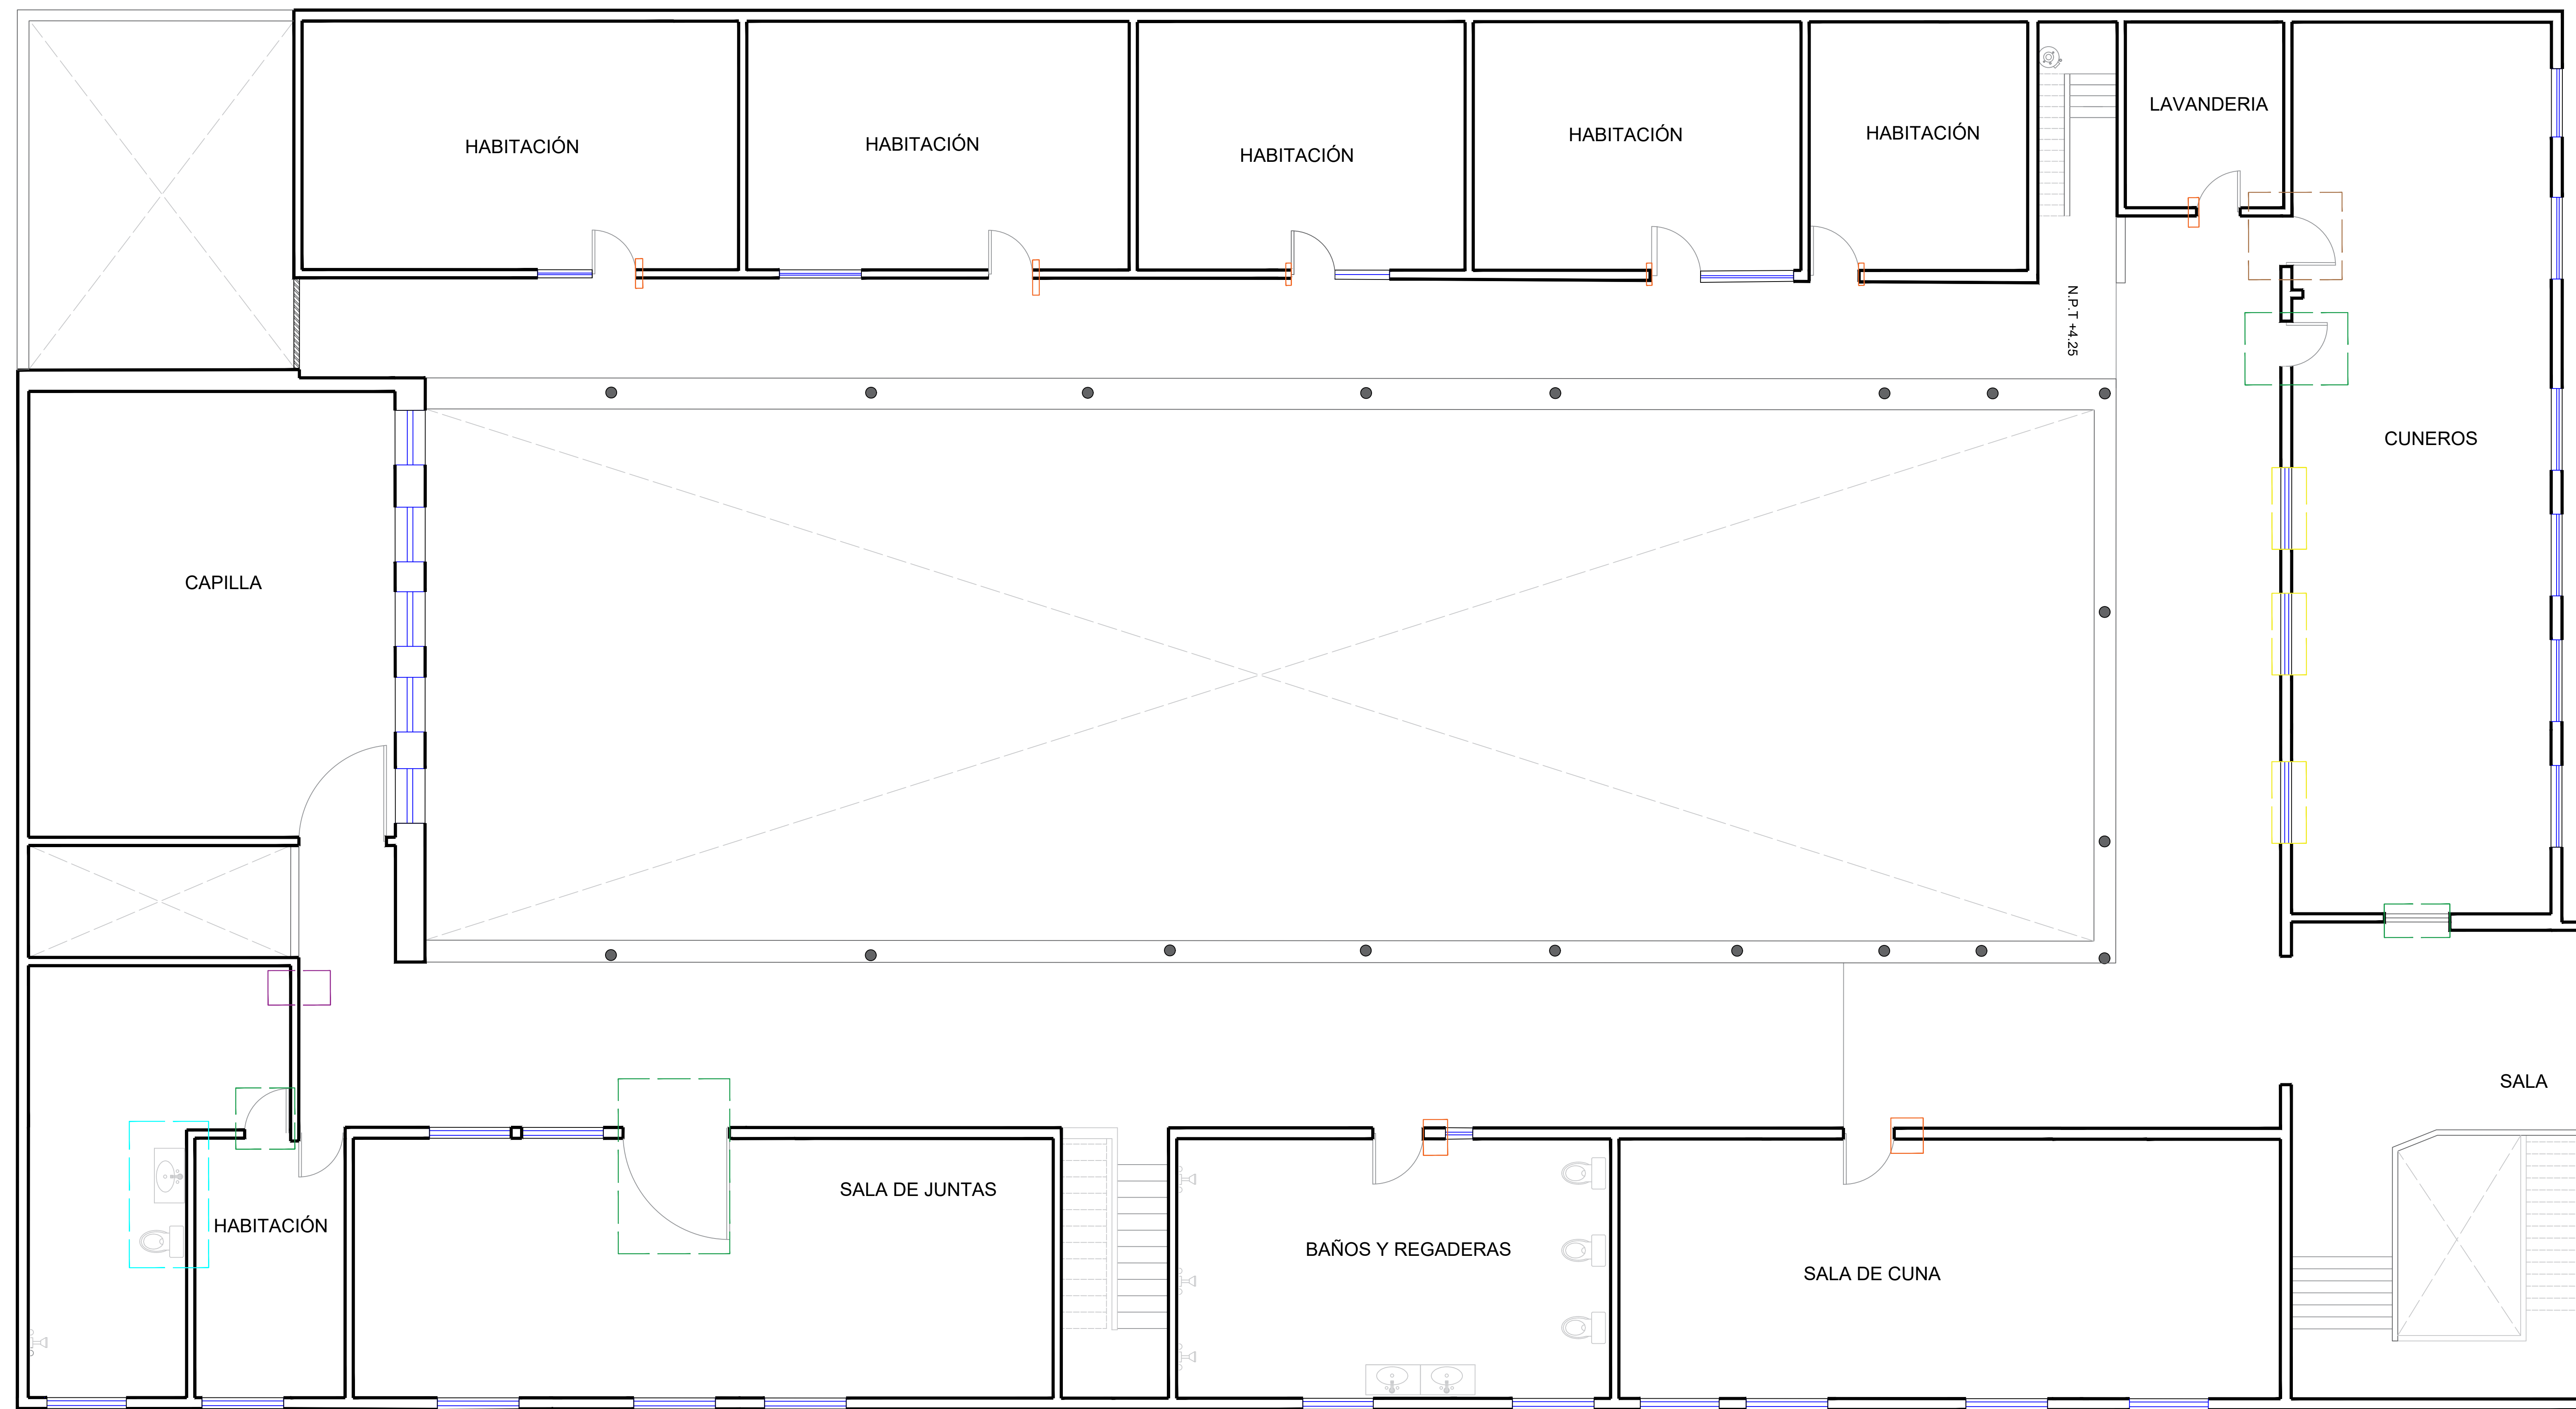 LAVANDERIA
HABITACIÓN
HABITACIÓN
HABITACIÓN
HABITACIÓN
HABITACIÓN
N.P.T +4.25
CUNEROS
CAPILLA
SALA
SALA DE JUNTAS
HABITACIÓN
BAÑOS Y REGADERAS
SALA DE CUNA